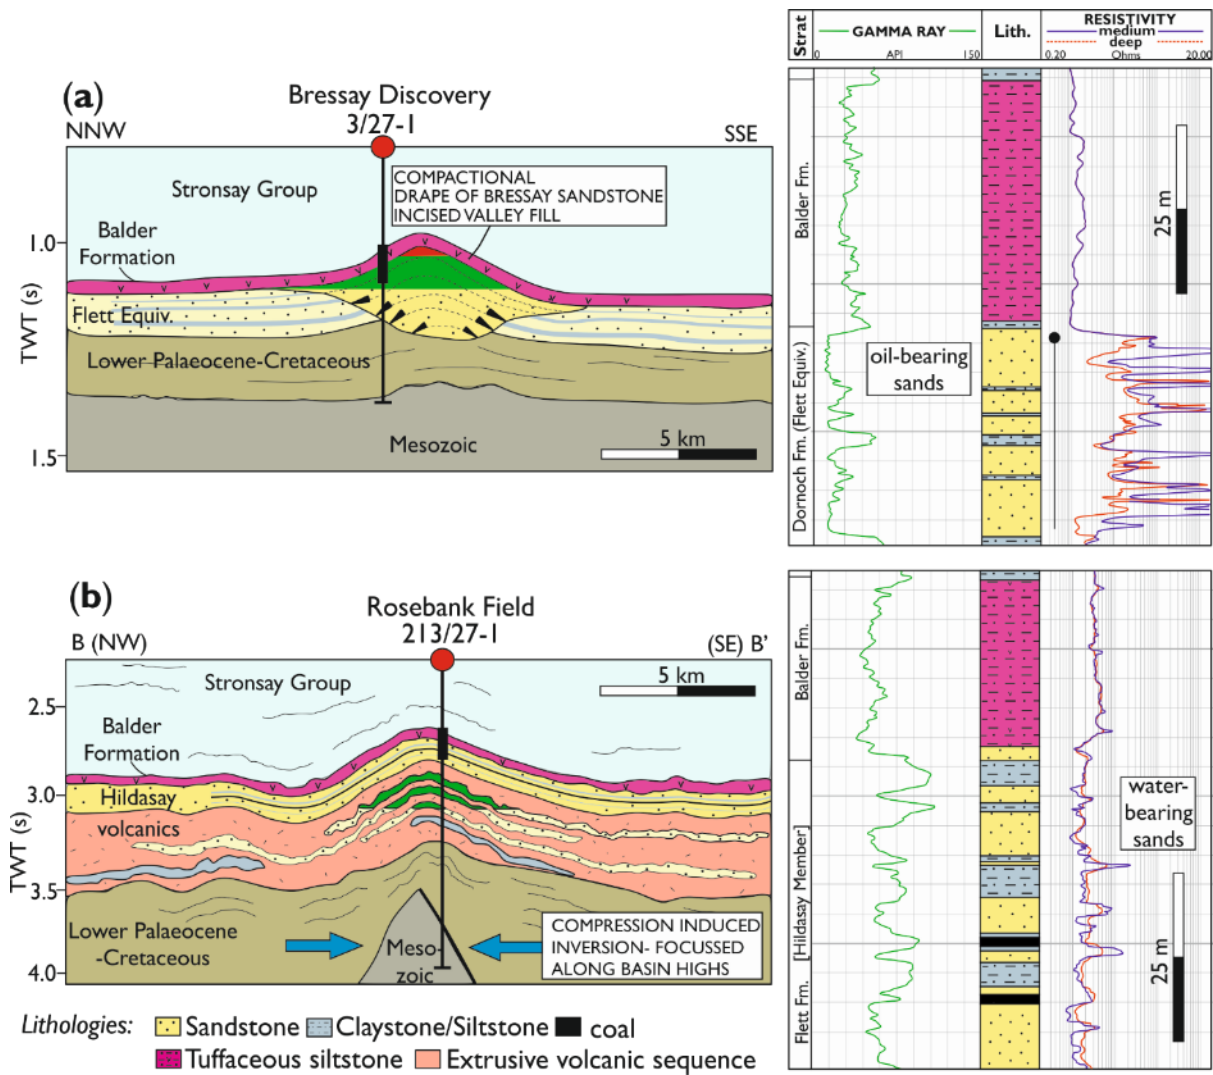 (a)
Bressay Discovery
3/27-1
NNW
SSE
Stronsay Group
COMPACTIONAL
DRAPE OF BRESSAY SANDSTONE
INCISED VALLEY FILL
Balder
Formation
1.0
Flett Equiv.
TWT (s)
Lower Palaeocene-Cretaceous
Mesozoic
5 km
1.5
Strat
GAMMA RAY
0 API 150
Lith.
RESISTIVITY
medium
deep
0.20 Ohms 20.00
Balder Fm.
25 m
oil-bearing
sands
Dornoch Fm. (Flett Equiv.)
(b)
Rosebank Field
213/27-1
B (NW)
(SE) B'
Stronsay Group
5 km
2.5
Balder
Formation
3.0
Hildasay
volcanics
TWT (s)
3.5
Lower Palaeocene
-Cretaceous
Meso-
zoic
COMPRESSION INDUCED
INVERSION- FOCUSSED
ALONG BASIN HIGHS
4.0
Balder Fm.
water-
bearing
sands
[Hildasay Member]
Flett Fm.
25 m
Lithologies: Sandstone Claystone/Siltstone coal
Tuffaceous siltstone Extrusive volcanic sequence